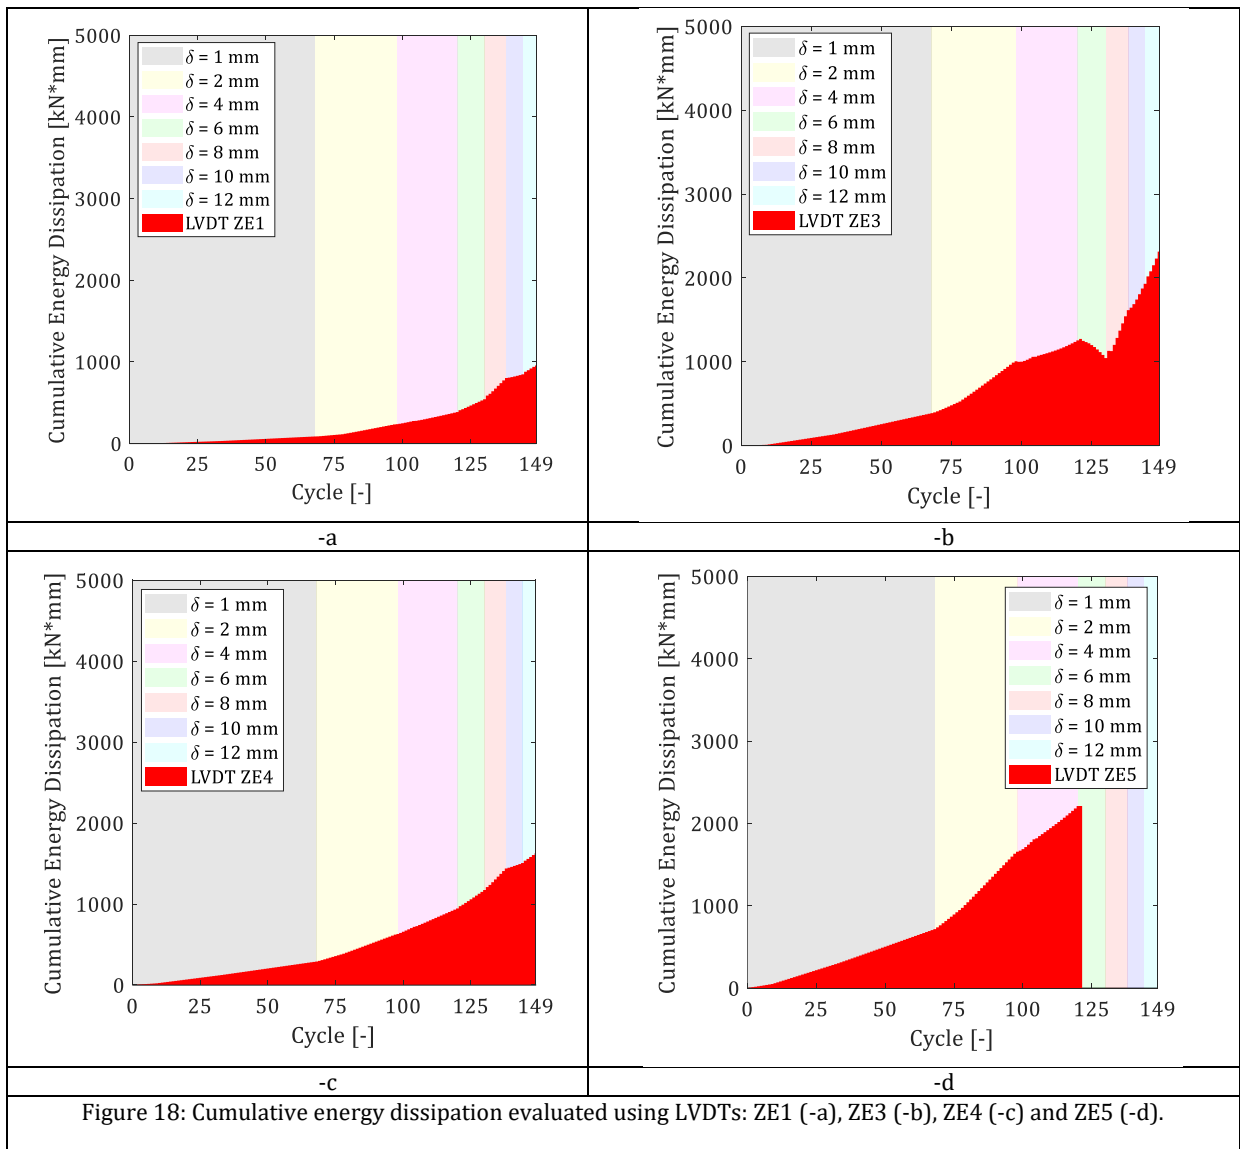 Cumulative Energy Dissipation [kN*mm]
5000
4000
3000
2000
1000
0
δ = 1 mm
δ = 2 mm
δ = 4 mm
δ = 6 mm
δ = 8 mm
δ = 10 mm
δ = 12 mm
LVDT ZE1
0 25 50 75 100 125 149
Cycle [-]
Cumulative Energy Dissipation [kN*mm]
5000
4000
3000
2000
1000
0
δ = 1 mm
δ = 2 mm
δ = 4 mm
δ = 6 mm
δ = 8 mm
δ = 10 mm
δ = 12 mm
LVDT ZE3
0 25 50 75 100 125 149
Cycle [-]
-a
-b
Cumulative Energy Dissipation [kN*mm]
5000
4000
3000
2000
1000
0
δ = 1 mm
δ = 2 mm
δ = 4 mm
δ = 6 mm
δ = 8 mm
δ = 10 mm
δ = 12 mm
LVDT ZE4
0 25 50 75 100 125 149
Cycle [-]
Cumulative Energy Dissipation [kN*mm]
5000
4000
3000
2000
1000
0
δ = 1 mm
δ = 2 mm
δ = 4 mm
δ = 6 mm
δ = 8 mm
δ = 10 mm
δ = 12 mm
LVDT ZE5
0 25 50 75 100 125 149
Cycle [-]
-c
-d
Figure 18: Cumulative energy dissipation evaluated using LVDTs: ZE1 (-a), ZE3 (-b), ZE4 (-c) and ZE5 (-d).